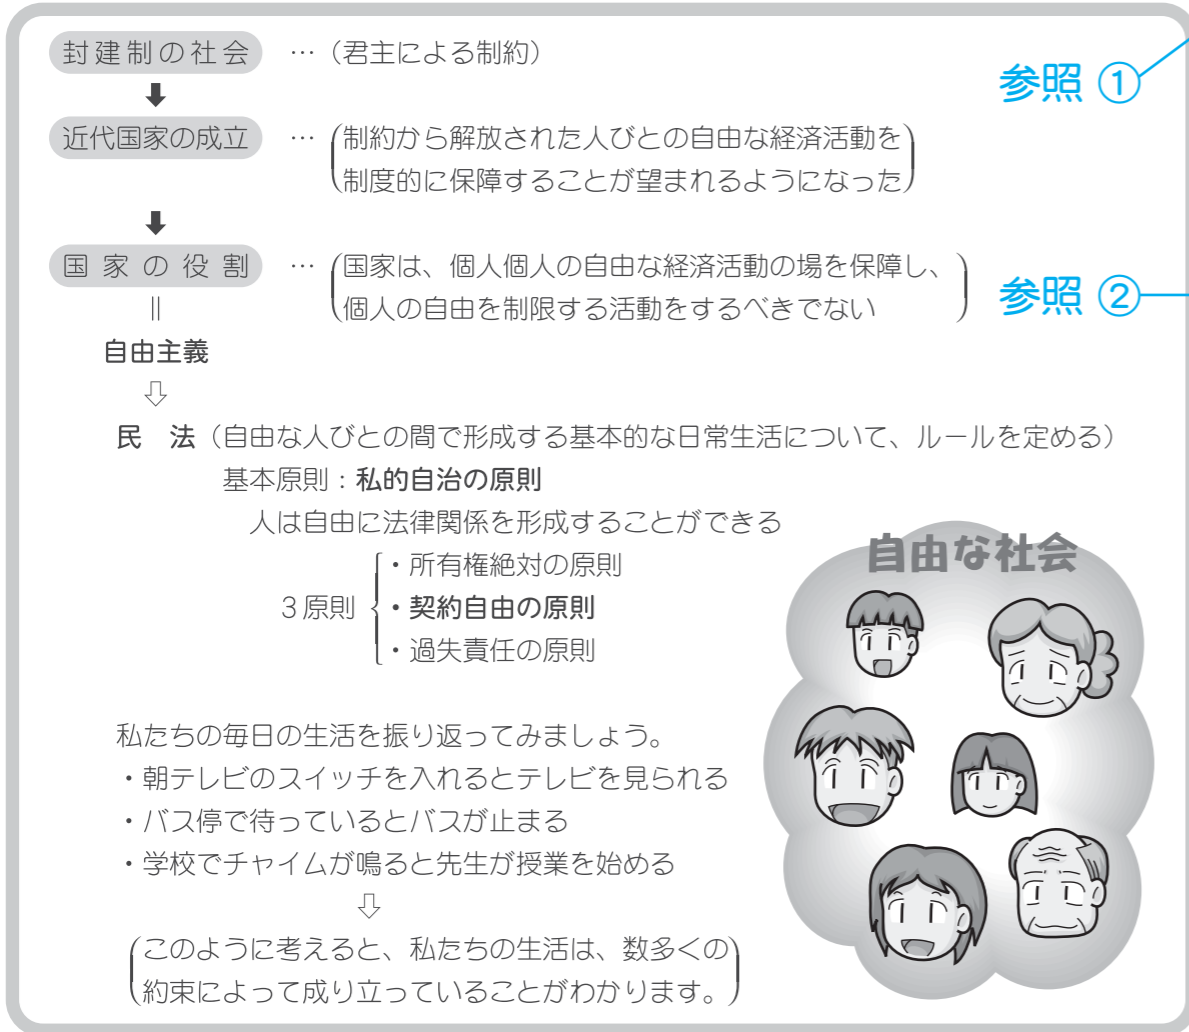 封建制の社会 …（君主による制約）
参照 ①
近代国家の成立 …（制約から解放された人びとの自由な経済活動を
制度的に保障することが望まれるようになった）
国家の役割 …（国家は、個人個人の自由な経済活動の場を保障し、
個人の自由を制限する活動をするべきでない）
参照 ②
||
自由主義
民　法（自由な人びとの間で形成する基本的な日常生活について、ルールを定める）
基本原則：私的自治の原則
人は自由に法律関係を形成することができる
・所有権絶対の原則
3原則 ・契約自由の原則
・過失責任の原則
自由な社会
私たちの毎日の生活を振り返ってみましょう。
・朝テレビのスイッチを入れるとテレビを見られる
・バス停で待っているとバスが止まる
・学校でチャイムが鳴ると先生が授業を始める
（このように考えると、私たちの生活は、数多くの
約束によって成り立っていることがわかります。）